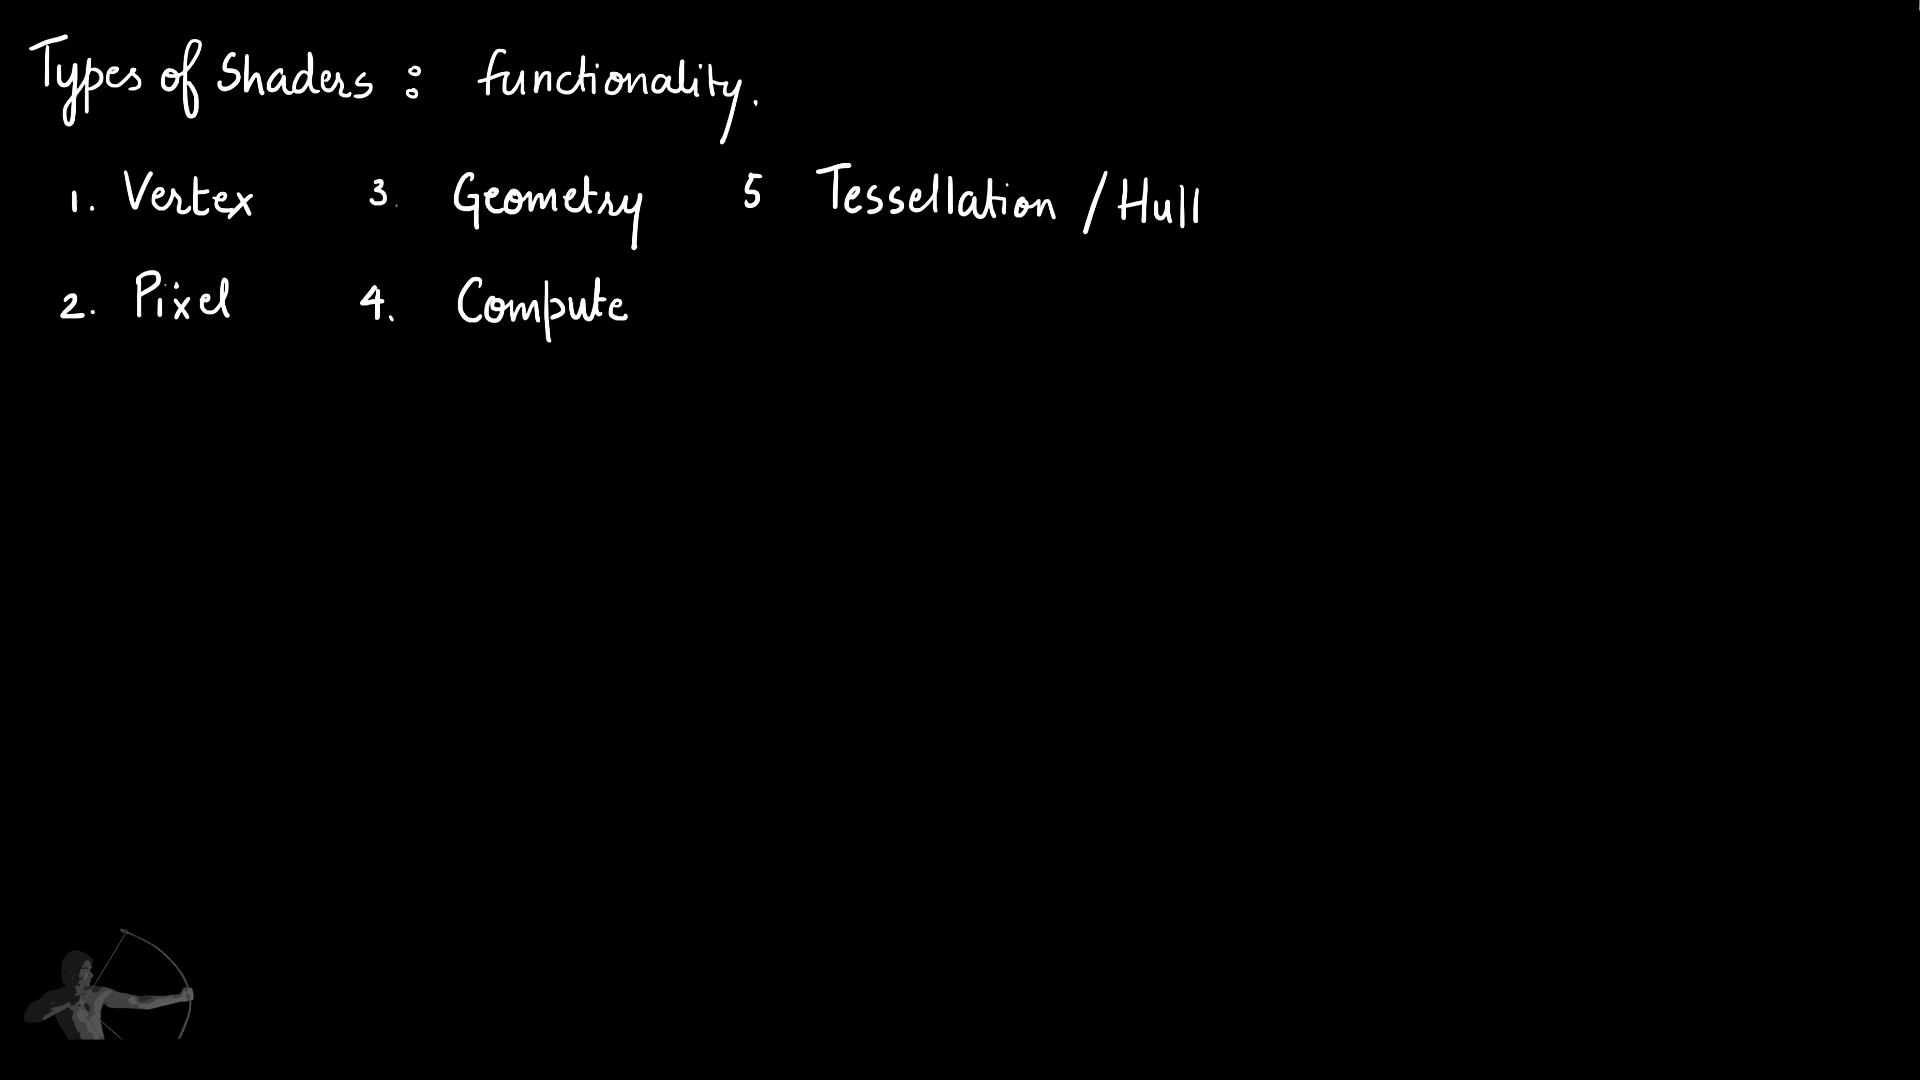 Types of Shaders : functionality.
1. Vertex 3. Geometry 5 Tessellation / Hull
2. Pixel 4. Compute